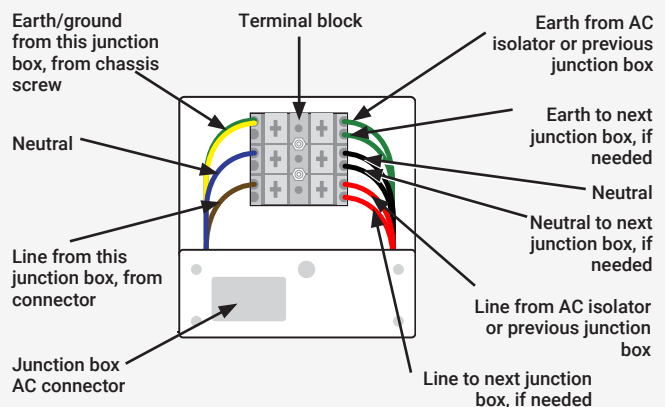 Earth/ground
from this junction
box, from chassis
screw
Terminal block
Earth from AC
isolator or previous
junction box
Earth to next
junction box, if
needed
Neutral
Neutral
Neutral to next
junction box, if
needed
Line from this
junction box, from
connector
Line from AC isolator
or previous junction
box
Junction box
AC connector
Line to next junction
box, if needed